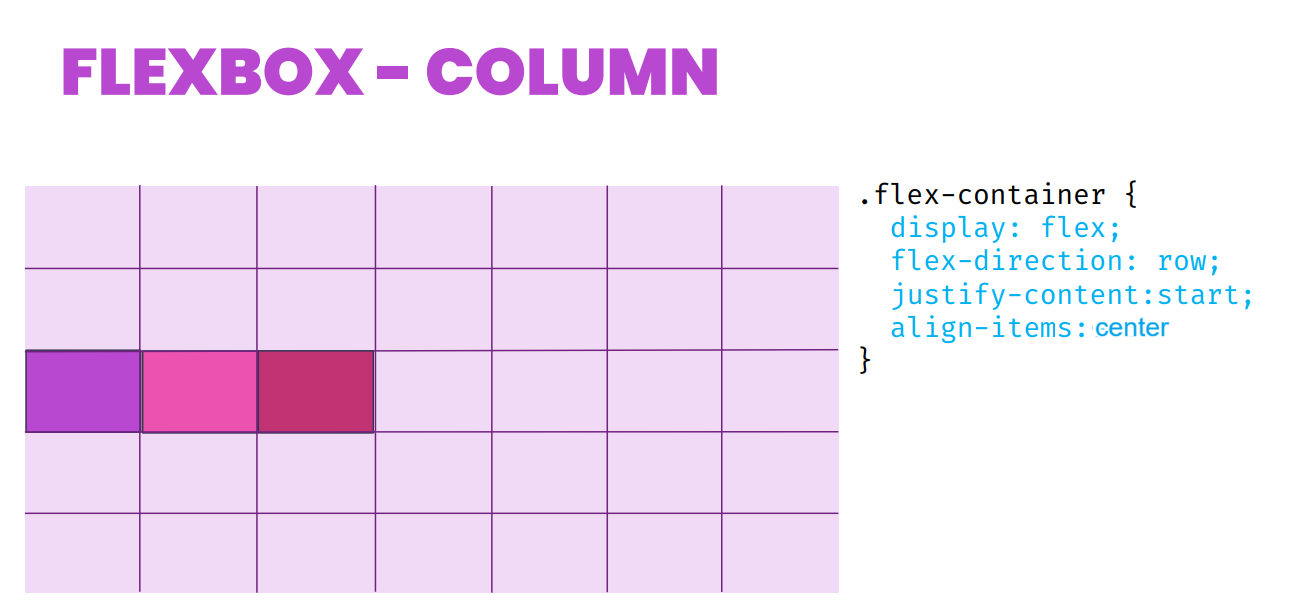 FLEXBOX - COLUMN
.flex-container {
display: flex;
flex-direction: row;
justify-content:start;
align-items: center
}